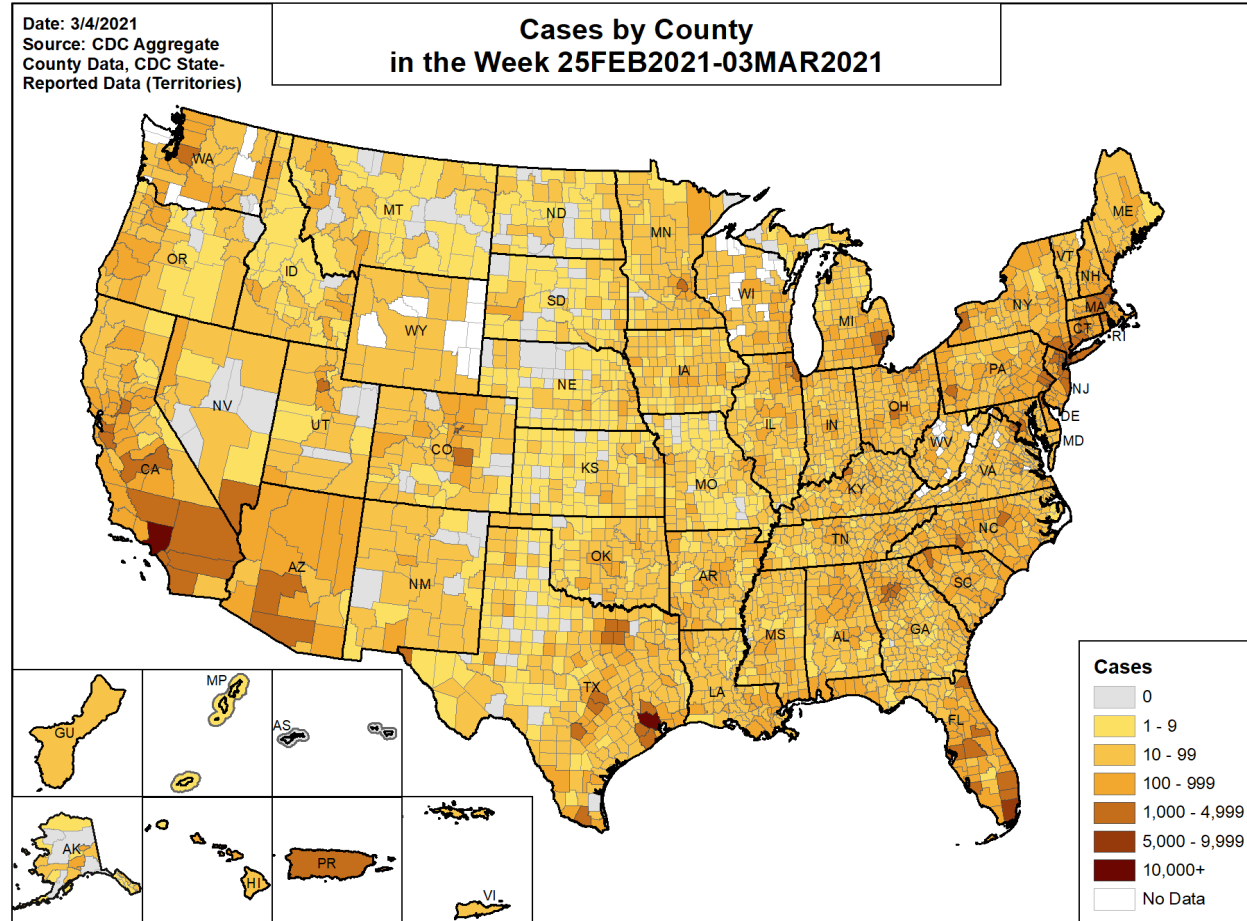 Date: 3/4/2021
Source: CDC Aggregate
County Data, CDC State-
Reported Data (Territories)
Cases by County
in the Week 25FEB2021-03MAR2021
WA
MT
ND
MN
ME
OR
ID
SD
WI
MI
VT
NH
NY
MA
CT
RI
WY
IA
PA
NJ
NE
NV
UT
CO
IL
IN
OH
DE
MD
WV
VA
CA
KS
MO
KY
NC
TN
AZ
NM
OK
AR
SC
MS
AL
GA
TX
LA
FL
GU
MP
AS
AK
HI
PR
VI
Cases
0
1 - 9
10 - 99
100 - 999
1,000 - 4,999
5,000 - 9,999
10,000+
No Data